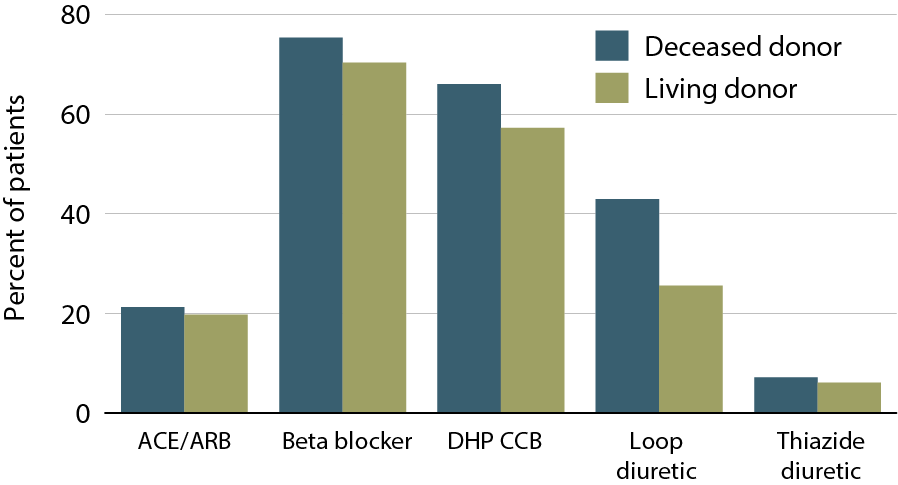 80
60
40
20
0
Percent of patients
Deceased donor
Living donor
ACE/ARB
Beta blocker
DHP CCB
Loop
diuretic
Thiazide
diuretic